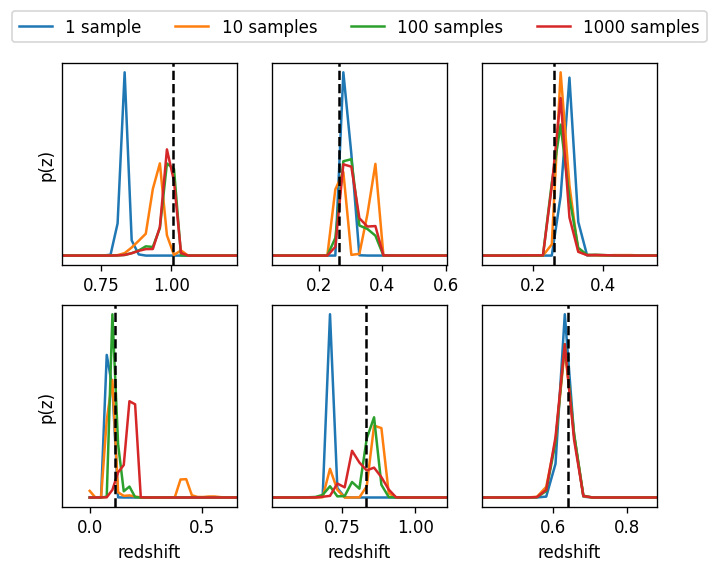 1 sample 10 samples 100 samples 1000 samples
p(z)
0.75 1.00 0.2 0.4 0.6 0.2 0.4
p(z)
0.0 0.5 0.75 1.00 0.6 0.8
redshift redshift redshift